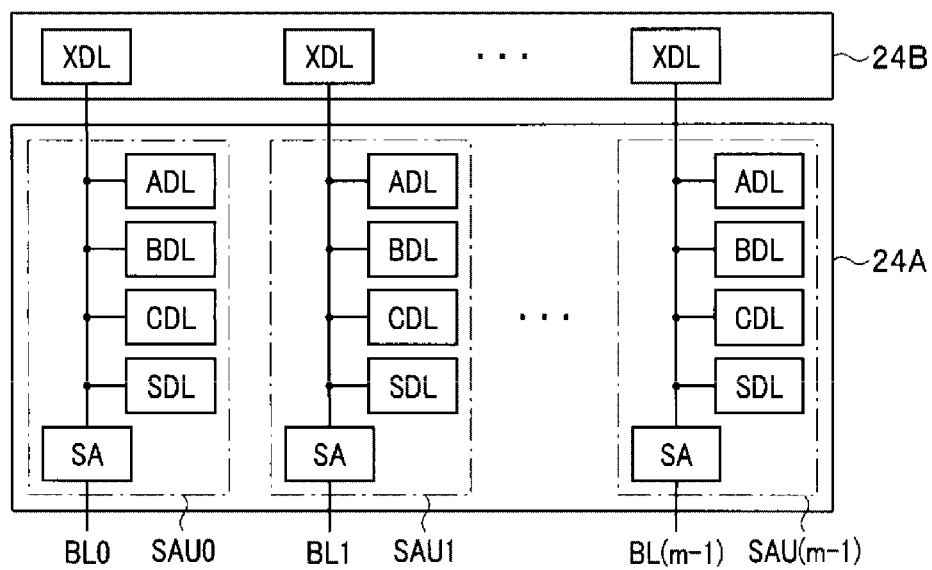 XDL XDL ... XDL 24B
ADL ADL ADL
BDL BDL BDL 24A
CDL CDL ... CDL
SDL SDL SDL
SA SA SA
BL0 SAU0 BL1 SAU1 BL(m-1) SAU(m-1)